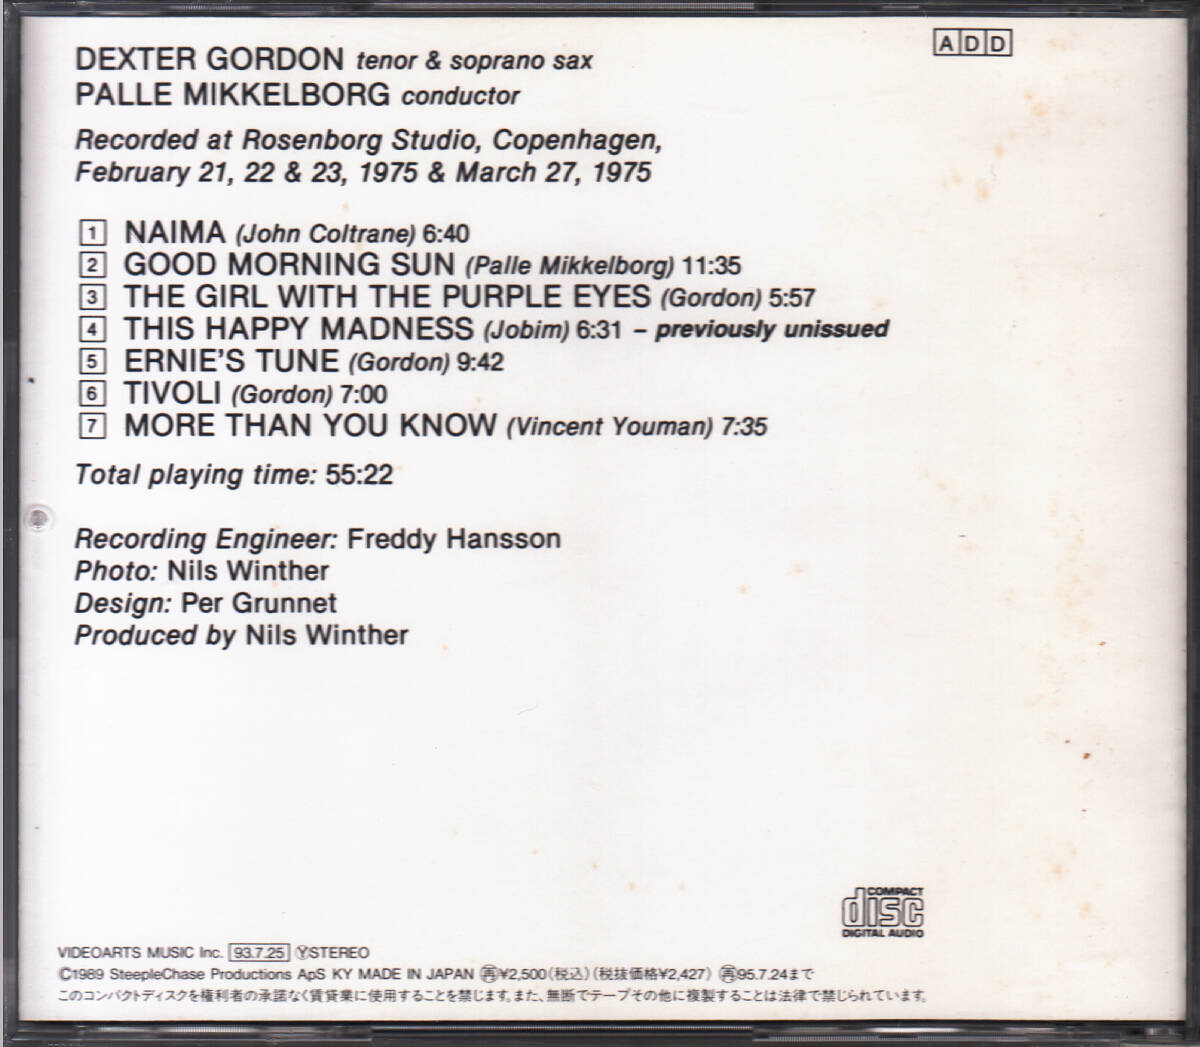 DEXTER GORDON tenor & soprano sax
ADD
PALLE MIKKELBORG conductor
Recorded at Rosenborg Studio, Copenhagen,
February 21, 22 & 23, 1975 & March 27, 1975
1 NAIMA (John Coltrane) 6:40
2 GOOD MORNING SUN (Palle Mikkelborg) 11:35
3 THE GIRL WITH THE PURPLE EYES (Gordon) 5:57
4 THIS HAPPY MADNESS (Jobim) 6:31 – previously unissued
5 ERNIE'S TUNE (Gordon) 9:42
6 TIVOLI (Gordon) 7:00
7 MORE THAN YOU KNOW (Vincent Youman) 7:35
Total playing time: 55:22
Recording Engineer: Freddy Hansson
Photo: Nils Winther
Design: Per Grunnet
Produced by Nils Winther
COMPACT
disc
DIGITAL AUDIO
VIDEOARTS MUSIC Inc. 93.7.25 ⓎSTEREO
©1989 SteepleChase Productions ApS KY MADE IN JAPAN 再¥2,500(税込)(税抜価格¥2,427) 再95.7.24まで
このコンパクトディスクを権利者の承諾なく賃貸業に使用することを禁じます。また、無断でテープその他に複製することは法律で禁じられています。